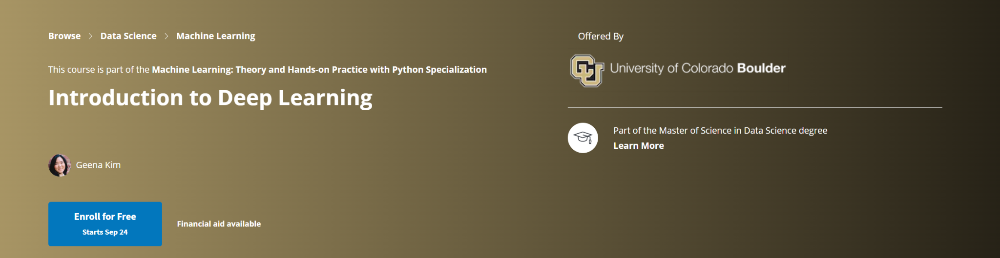 Browse > Data Science > Machine Learning
This course is part of the Machine Learning: Theory and Hands-on Practice with Python Specialization
Introduction to Deep Learning
Geena Kim
Enroll for Free
Starts Sep 24
Financial aid available
Offered By
CU University of Colorado Boulder
Part of the Master of Science in Data Science degree
Learn More